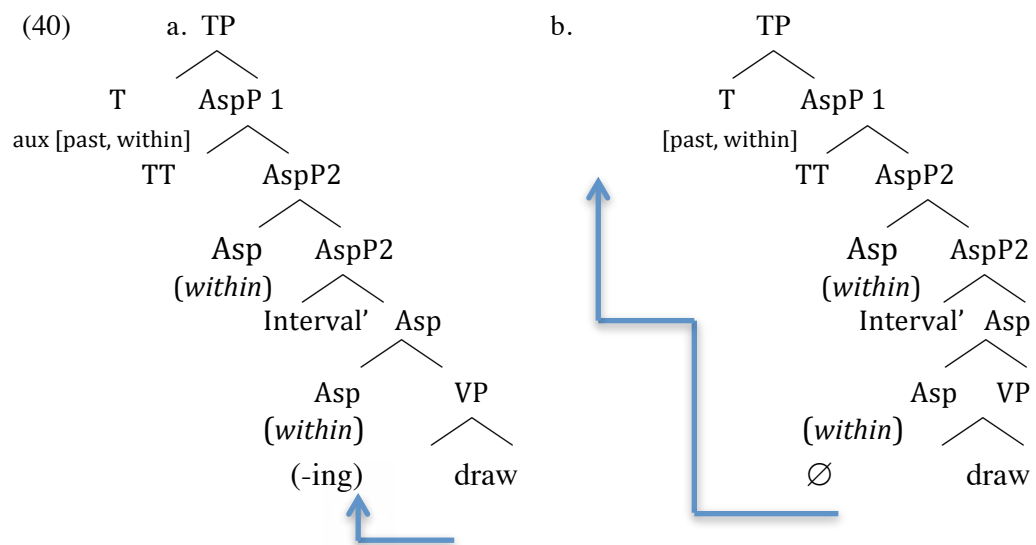 (40) a. TP b. TP
T AspP 1 T AspP 1
aux [past, within] [past, within]
TT AspP2 TT AspP2
Asp AspP2 Asp AspP2
(within) (within)
Interval’ Asp Interval’ Asp
Asp VP Asp VP
(within) (within)
(-ing) draw ∅ draw